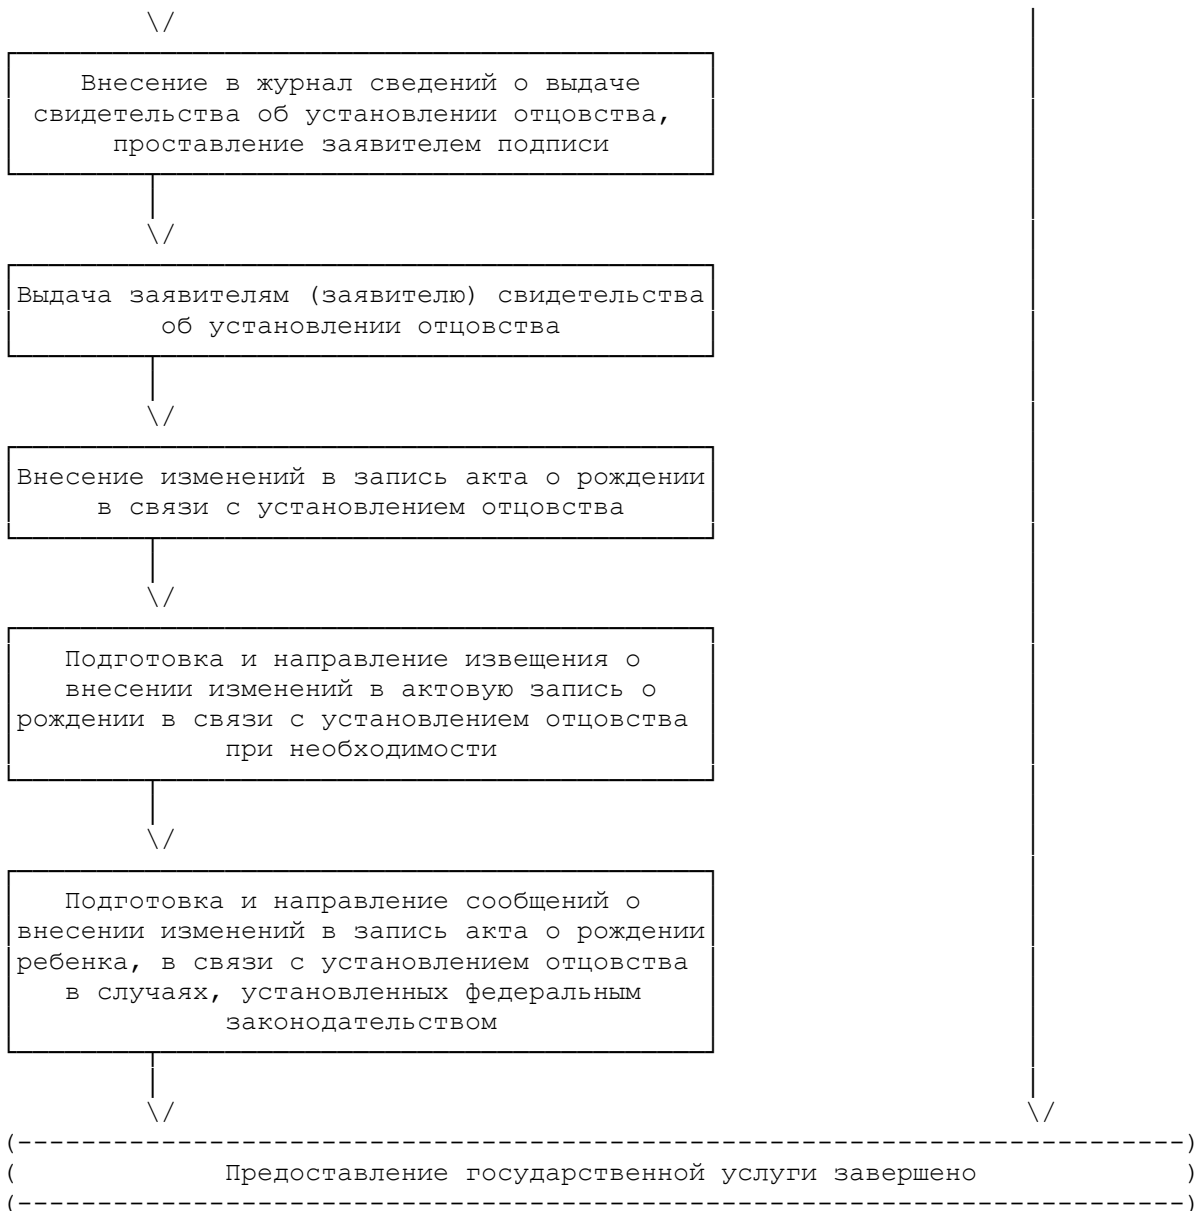 Внесение в журнал сведений о выдаче
свидетельства об установлении отцовства,
проставление заявителем подписи
Выдача заявителям (заявителю) свидетельства
об установлении отцовства
Внесение изменений в запись акта о рождении
в связи с установлением отцовства
Подготовка и направление извещения о
внесении изменений в актовую запись о
рождении в связи с установлением отцовства
при необходимости
Подготовка и направление сообщений о
внесении изменений в запись акта о рождении
ребенка, в связи с установлением отцовства
в случаях, установленных федеральным
законодательством
Предоставление государственной услуги завершено